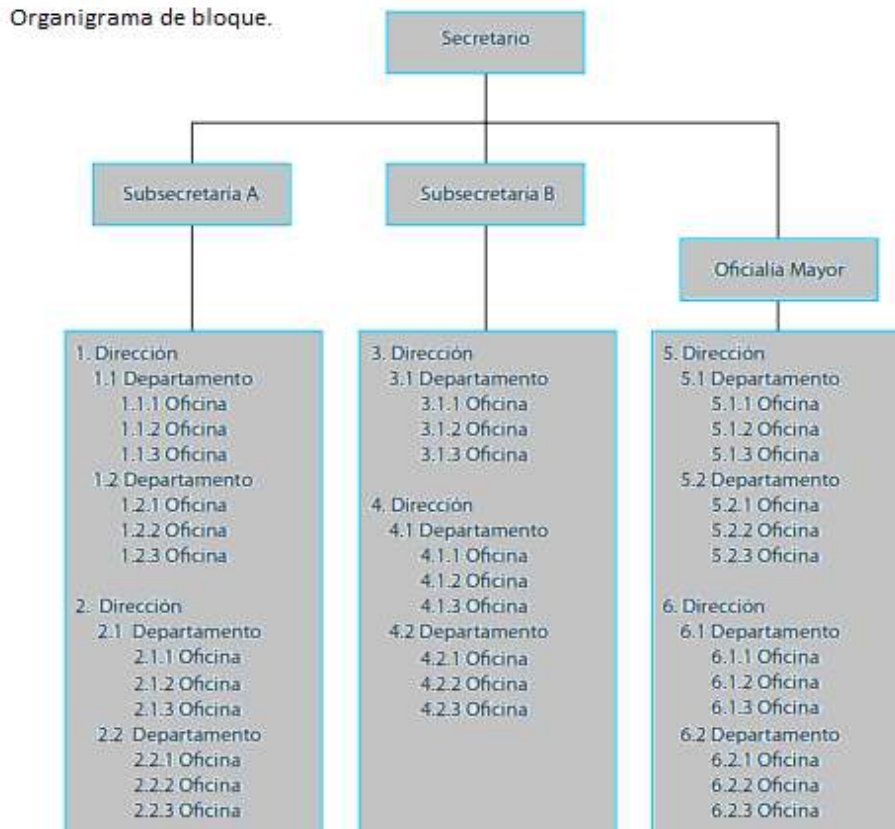 Organigrama de bloque.
Secretario
Subsecretaría A
Subsecretaría B
Oficialía Mayor
1. Dirección
1.1 Departamento
1.1.1 Oficina
1.1.2 Oficina
1.1.3 Oficina
1.2 Departamento
1.2.1 Oficina
1.2.2 Oficina
1.2.3 Oficina
2. Dirección
2.1 Departamento
2.1.1 Oficina
2.1.2 Oficina
2.1.3 Oficina
2.2 Departamento
2.2.1 Oficina
2.2.2 Oficina
2.2.3 Oficina
3. Dirección
3.1 Departamento
3.1.1 Oficina
3.1.2 Oficina
3.1.3 Oficina
4. Dirección
4.1 Departamento
4.1.1 Oficina
4.1.2 Oficina
4.1.3 Oficina
4.2 Departamento
4.2.1 Oficina
4.2.2 Oficina
4.2.3 Oficina
5. Dirección
5.1 Departamento
5.1.1 Oficina
5.1.2 Oficina
5.1.3 Oficina
5.2 Departamento
5.2.1 Oficina
5.2.2 Oficina
5.2.3 Oficina
6. Dirección
6.1 Departamento
6.1.1 Oficina
6.1.2 Oficina
6.1.3 Oficina
6.2 Departamento
6.2.1 Oficina
6.2.2 Oficina
6.2.3 Oficina